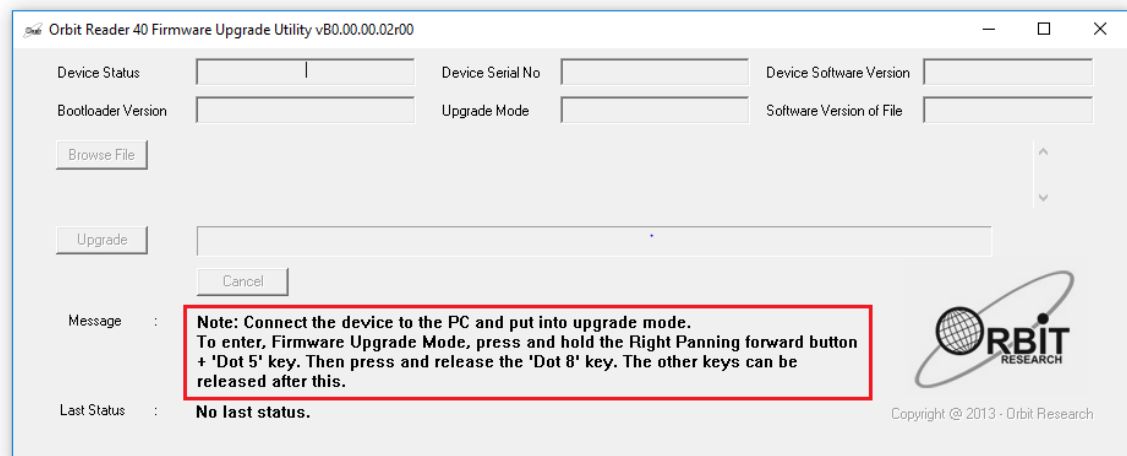 Orbit Reader 40 Firmware Upgrade Utility vB0.00.00.02r00
Device Status
Device Serial No
Device Software Version
Bootloader Version
Upgrade Mode
Software Version of File
Browse File
Upgrade
Cancel
Message :
Note: Connect the device to the PC and put into upgrade mode.
To enter, Firmware Upgrade Mode, press and hold the Right Panning forward button
+ 'Dot 5' key. Then press and release the 'Dot 8' key. The other keys can be
released after this.
ORBIT
RESEARCH
Last Status :
No last status.
Copyright @ 2013 - Orbit Research